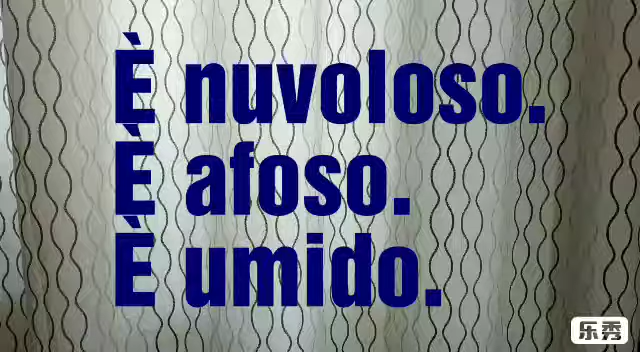 È nuvoloso.
È afoso.
È umido.
乐秀